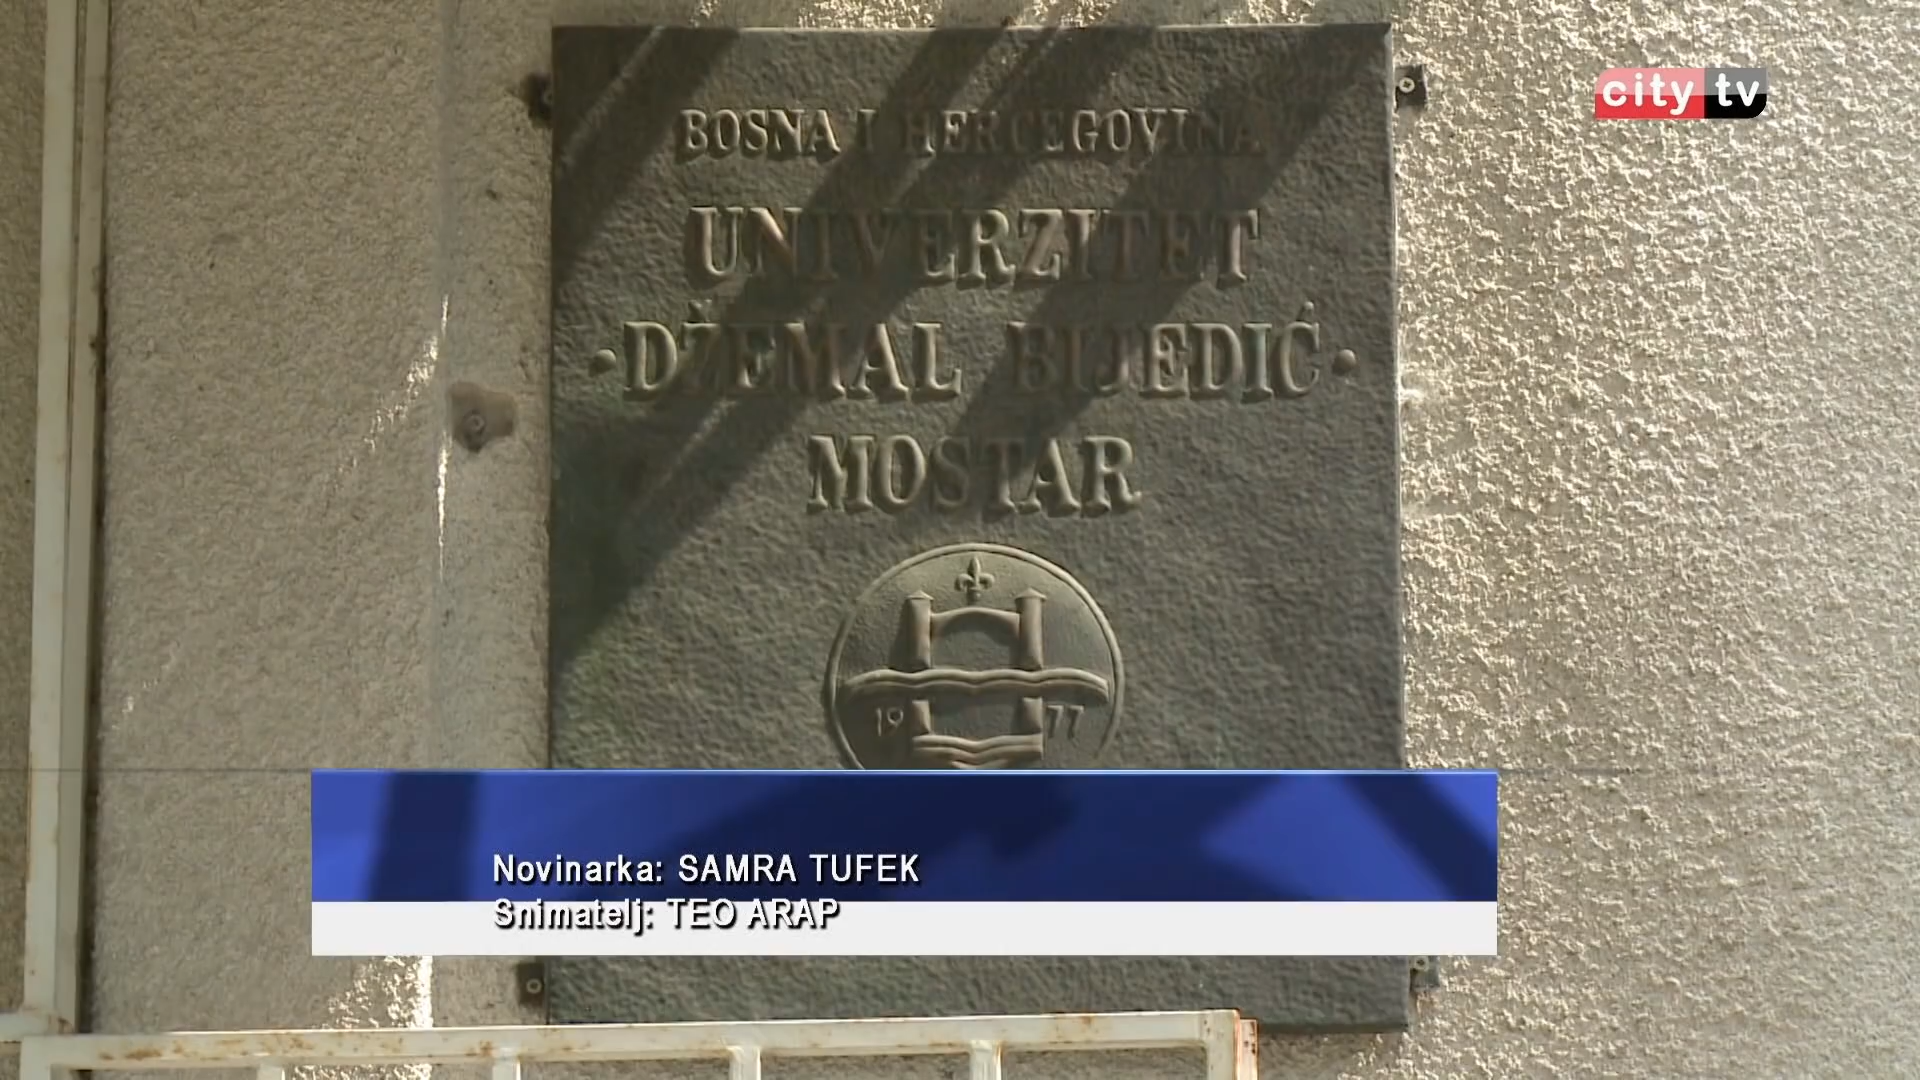 city tv
BOSNA I HERCEGOVINA
UNIVERZITET
·DŽEMAL BIJEDIĆ·
MOSTAR
19 77
Novinarka: SAMRA TUFEK
Snimatelj: TEO ARAP